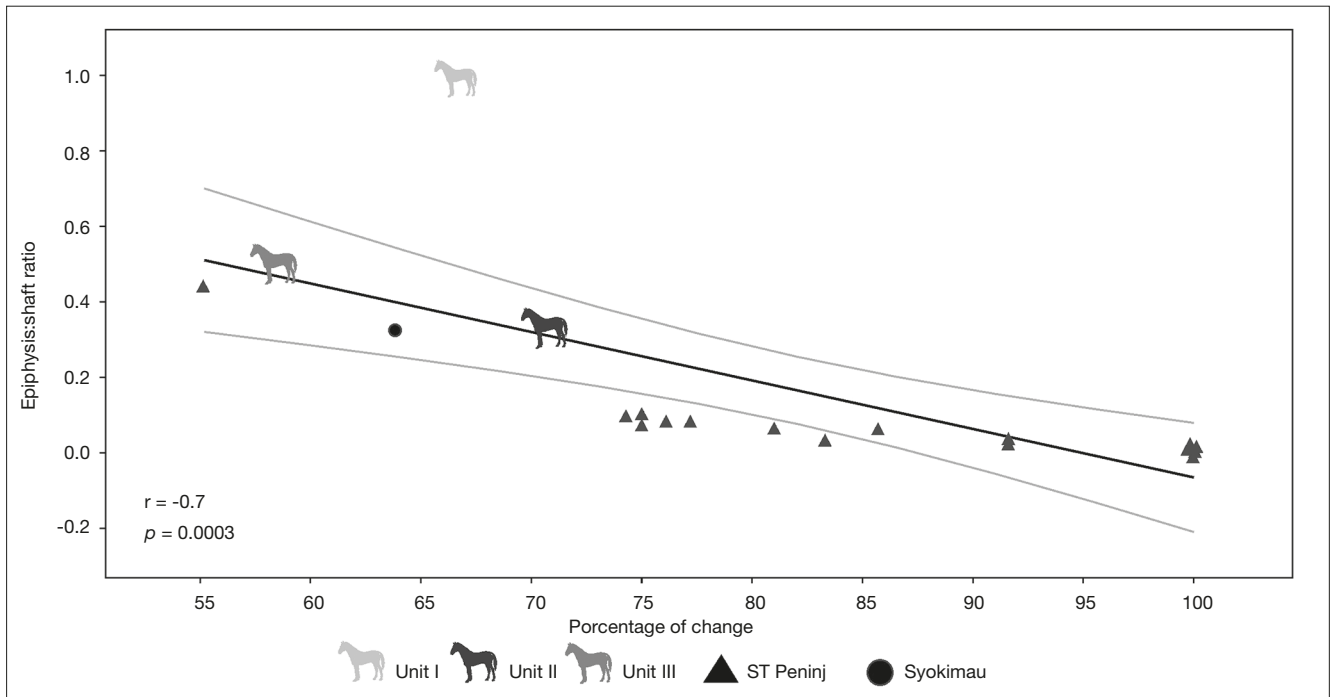 1.0
0.8
0.6
0.4
0.2
0.0
-0.2
Epiphysis:shaft ratio
r = -0.7
p = 0.0003
55 60 65 70 75 80 85 90 95 100
Porcentage of change
Unit I Unit II Unit III ST Peninj Syokimau